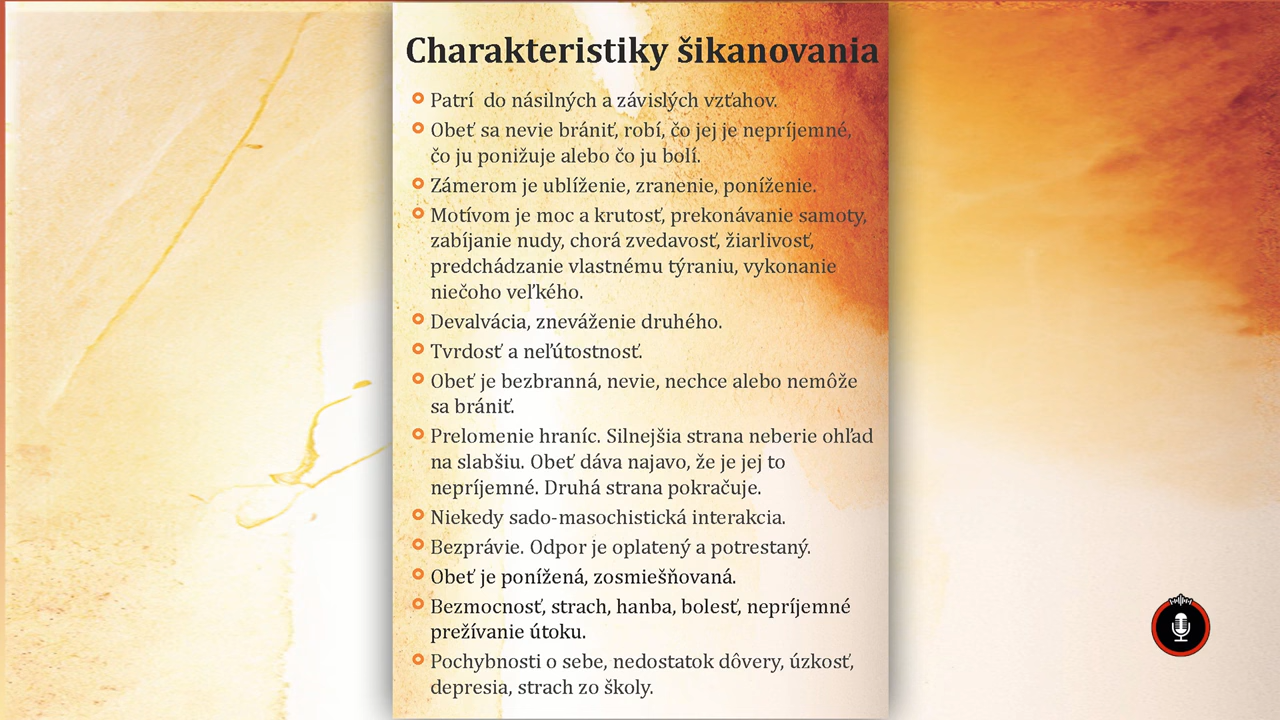 Charakteristiky šikanovania
Patrí do násilných a závislých vzťahov.
Obeť sa nevie brániť, robí, čo jej je nepríjemné,
čo ju ponižuje alebo čo ju bolí.
Zámerom je ublíženie, zranenie, poníženie.
Motívom je moc a krutosť, prekonávanie samoty,
zabíjanie nudy, chorá zvedavosť, žiarlivosť,
predchádzanie vlastnému týraniu, vykonanie
niečoho veľkého.
Devalvácia, zneváženie druhého.
Tvrdosť a neľútostnosť.
Obeť je bezbranná, nevie, nechce alebo nemôže
sa brániť.
Prelomenie hraníc. Silnejšia strana neberie ohľad
na slabšiu. Obeť dáva najavo, že je jej to
nepríjemné. Druhá strana pokračuje.
Niekedy sado-masochistická interakcia.
Bezprávie. Odpor je oplatený a potrestaný.
Obeť je ponížená, zosmiešňovaná.
Bezmocnosť, strach, hanba, bolesť, nepríjemné
prežívanie útoku.
Pochybnosti o sebe, nedostatok dôvery, úzkosť,
depresia, strach zo školy.